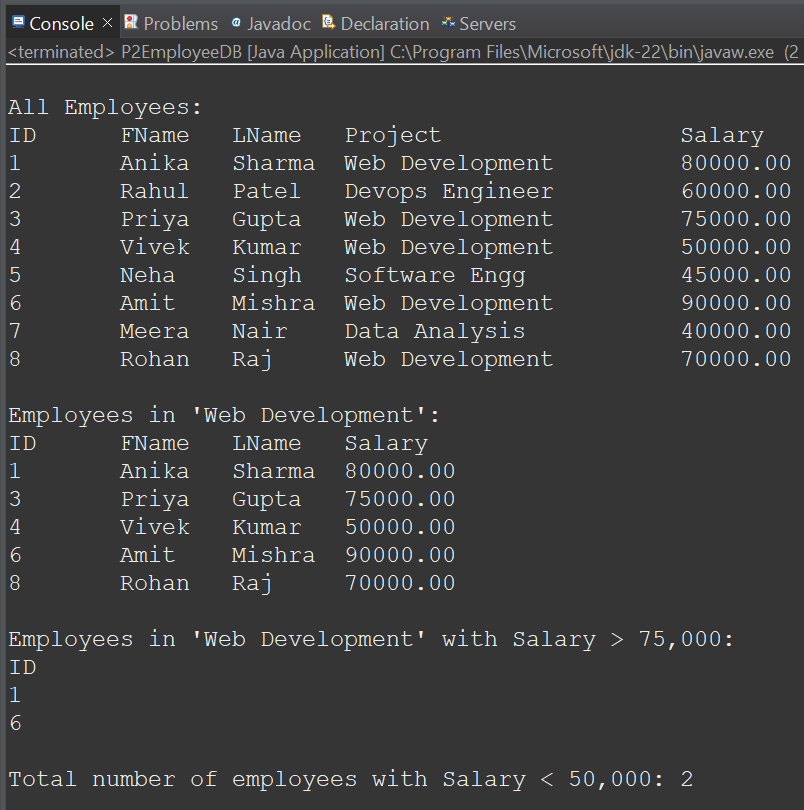 Console Problems Javadoc Declaration Servers
<terminated> P2EmployeeDB [Java Application] C:\Program Files\Microsoft\jdk-22\bin\javaw.exe (2
All Employees:
ID FName LName Project Salary
1 Anika Sharma Web Development 80000.00
2 Rahul Patel Devops Engineer 60000.00
3 Priya Gupta Web Development 75000.00
4 Vivek Kumar Web Development 50000.00
5 Neha Singh Software Engg 45000.00
6 Amit Mishra Web Development 90000.00
7 Meera Nair Data Analysis 40000.00
8 Rohan Raj Web Development 70000.00
Employees in 'Web Development':
ID FName LName Salary
1 Anika Sharma 80000.00
3 Priya Gupta 75000.00
4 Vivek Kumar 50000.00
6 Amit Mishra 90000.00
8 Rohan Raj 70000.00
Employees in 'Web Development' with Salary > 75,000:
ID
1
6
Total number of employees with Salary < 50,000: 2